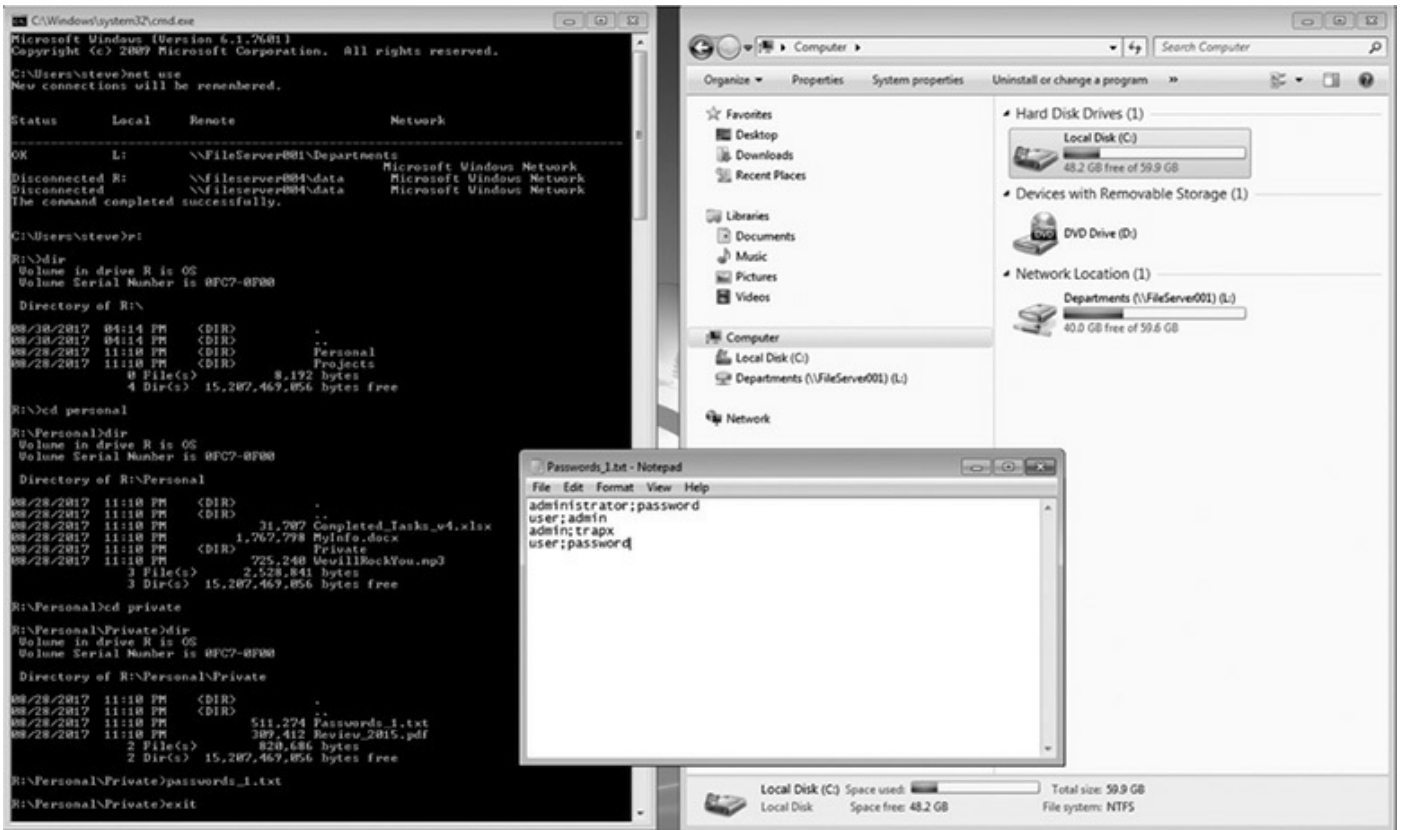 C:\Windows\system32\cmd.exe
Microsoft Windows [Version 6.1.7601]
Copyright (c) 2009 Microsoft Corporation.  All rights reserved.
C:\Users\steve>net use
New connections will be remembered.
Status       Local     Remote                    Network
OK           L:        \\FileServer001\Departments
Microsoft Windows Network
Disconnected R:        \\fileserver004\data      Microsoft Windows Network
Disconnected           \\fileserver004\data      Microsoft Windows Network
The command completed successfully.
C:\Users\steve>r:
R:\>dir
Volume in drive R is OS
Volume Serial Number is 0FC7-0F00
Directory of R:\
08/30/2017  04:14 PM    <DIR>          .
08/30/2017  04:14 PM    <DIR>          ..
08/28/2017  11:10 PM    <DIR>          Personal
08/28/2017  11:10 PM    <DIR>          Projects
0 File(s)          8,192 bytes
4 Dir(s)  15,207,469,056 bytes free
R:\>cd personal
R:\Personal>dir
Volume in drive R is OS
Volume Serial Number is 0FC7-0F00
Directory of R:\Personal
08/28/2017  11:10 PM    <DIR>          .
08/28/2017  11:10 PM    <DIR>          ..
08/28/2017  11:10 PM            31,707 Completed_Tasks_v4.xlsx
08/28/2017  11:10 PM         1,767,798 MyInfo.docx
08/28/2017  11:10 PM    <DIR>          Private
08/28/2017  11:10 PM           725,240 WewillRockYou.mp3
3 File(s)      2,528,841 bytes
3 Dir(s)  15,207,469,056 bytes free
R:\Personal>cd private
R:\Personal\Private>dir
Volume in drive R is OS
Volume Serial Number is 0FC7-0F00
Directory of R:\Personal\Private
08/28/2017  11:10 PM    <DIR>          .
08/28/2017  11:10 PM    <DIR>          ..
08/28/2017  11:10 PM           511,274 Passwords_1.txt
08/28/2017  11:10 PM           309,412 Review_2015.pdf
2 File(s)        820,686 bytes
2 Dir(s)  15,207,469,056 bytes free
R:\Personal\Private>passwords_1.txt
R:\Personal\Private>exit
Computer
Search Computer
Organize
Properties
System properties
Uninstall or change a program
»
Favorites
Desktop
Downloads
Recent Places
Libraries
Documents
Music
Pictures
Videos
Computer
Local Disk (C:)
Departments (\\FileServer001) (L:)
Network
Hard Disk Drives (1)
Local Disk (C:)
48.2 GB free of 59.9 GB
Devices with Removable Storage (1)
DVD
DVD Drive (D:)
Network Location (1)
Departments (\\FileServer001) (L:)
40.0 GB free of 59.6 GB
Passwords_1.txt - Notepad
File Edit Format View Help
administrator;password
user;admin
admin;trapx
user;password
Local Disk (C:) Space used:
Total size: 59.9 GB
Local Disk
Space free: 48.2 GB
File system: NTFS